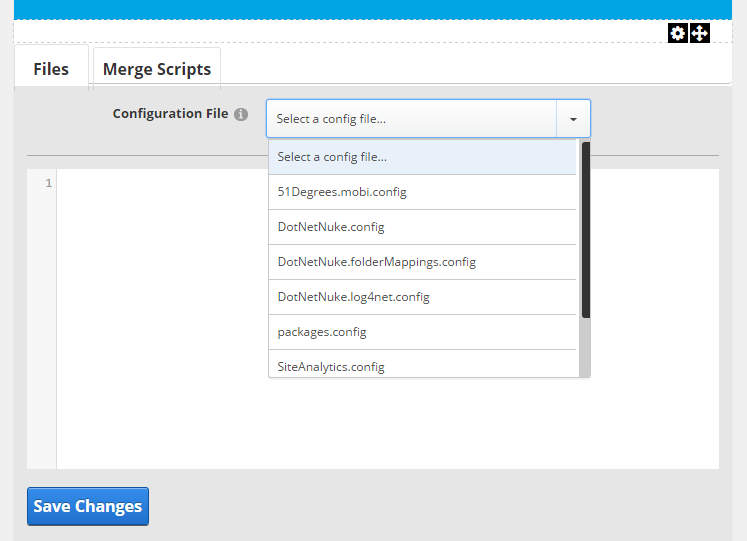 Files
Merge Scripts
Configuration File
Select a config file...
Select a config file...
51Degrees.mobi.config
DotNetNuke.config
DotNetNuke.folderMappings.config
DotNetNuke.log4net.config
packages.config
SiteAnalytics.config
1
Save Changes